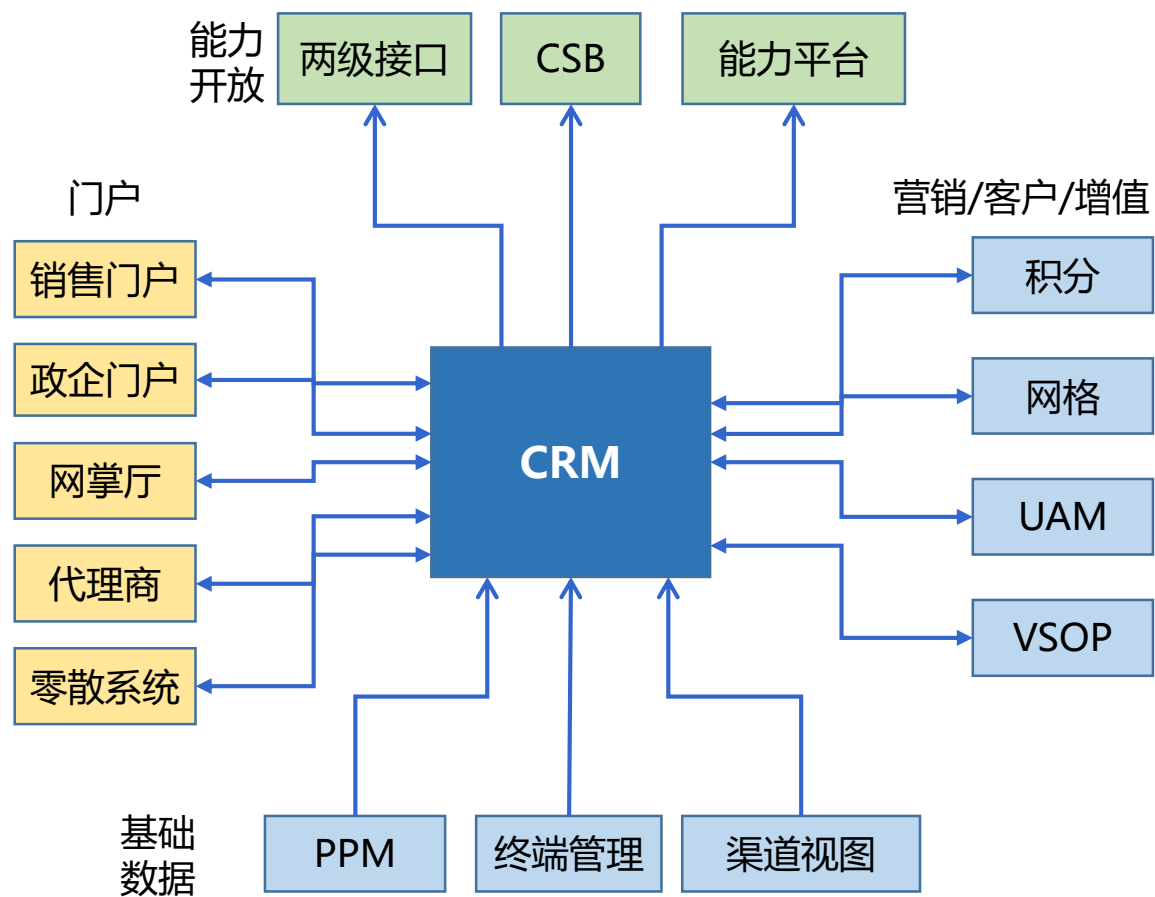 能力
开放
两级接口
CSB
能力平台
门户
营销/客户/增值
销售门户
政企门户
网掌厅
代理商
零散系统
CRM
积分
网格
UAM
VSOP
基础
数据
PPM
终端管理
渠道视图